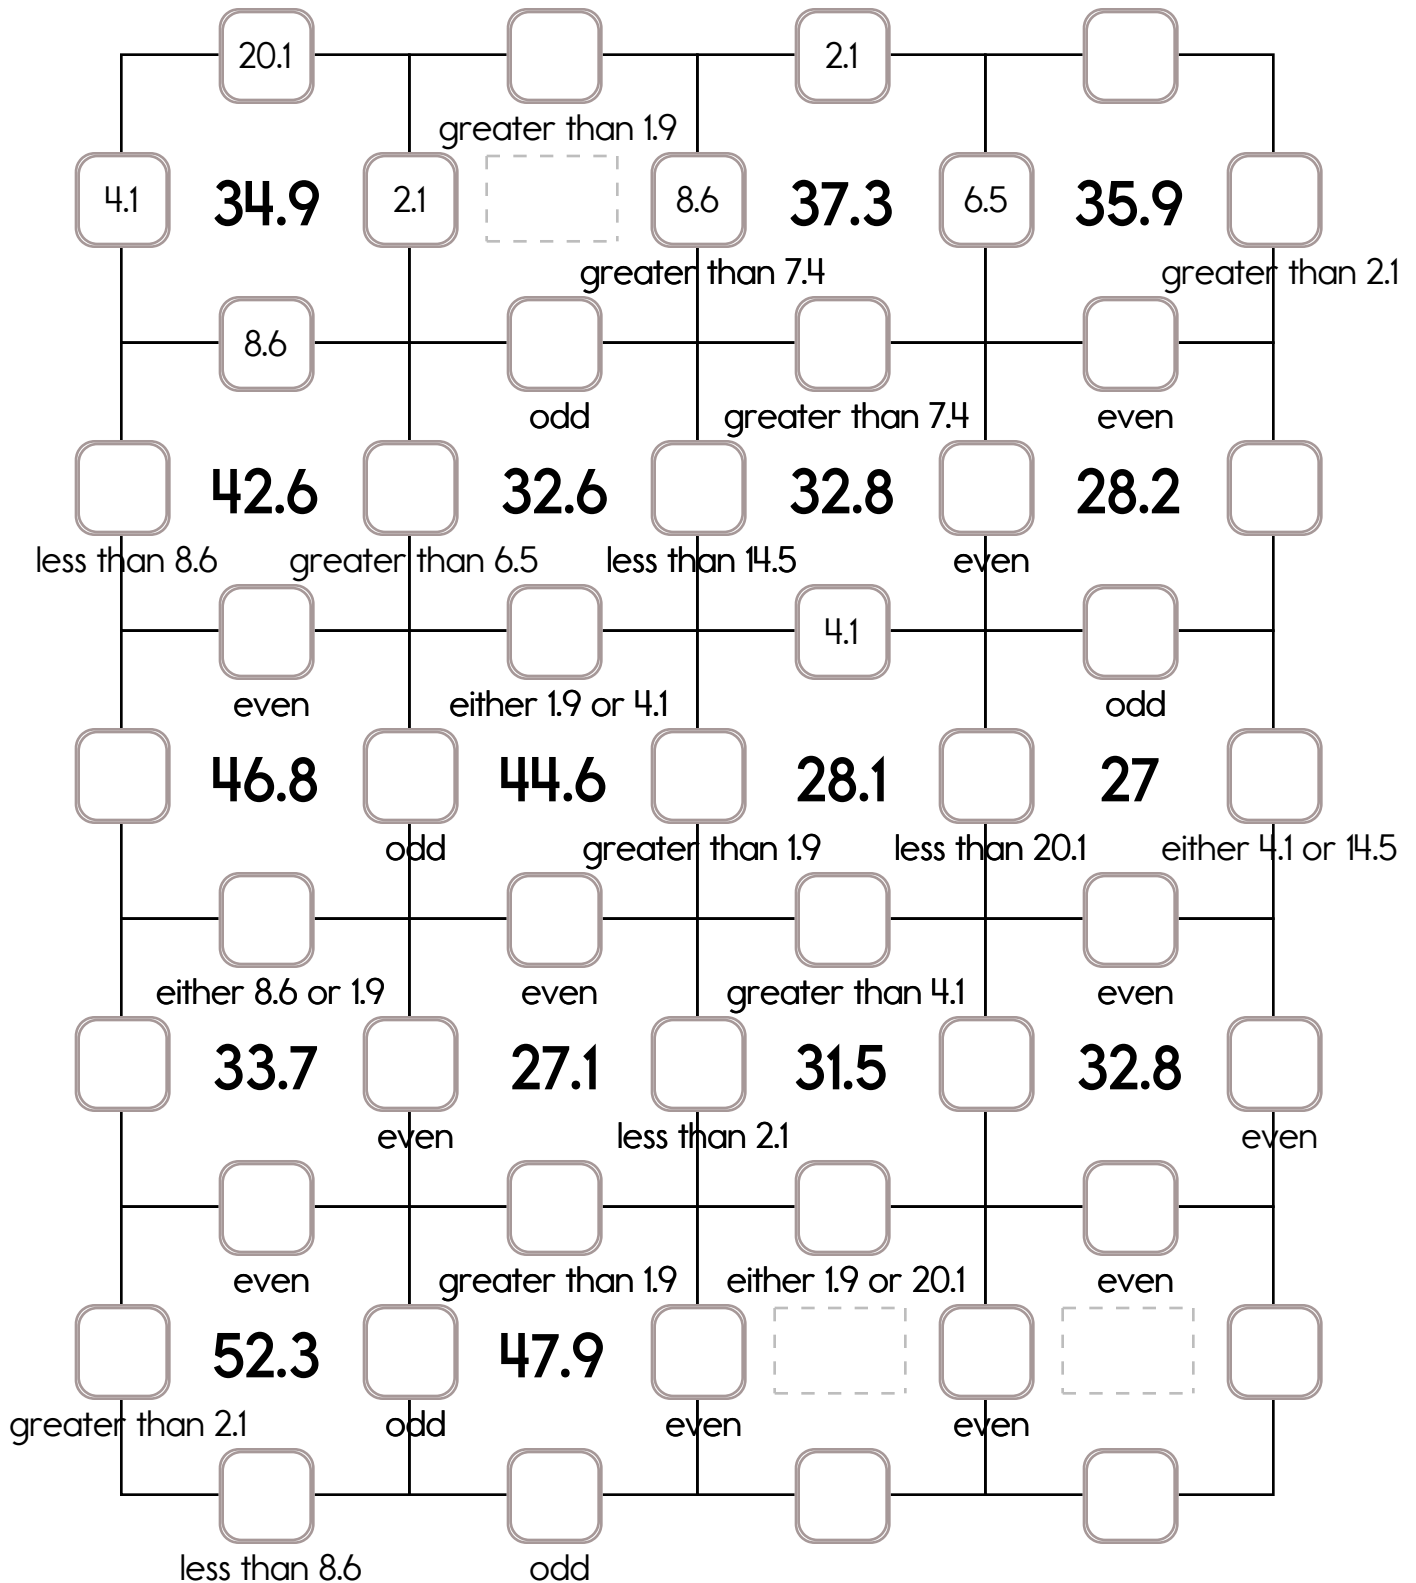 20.1 2.1
greater than 1.9
4.1 34.9 2.1 8.6 37.3 6.5 35.9
greater than 7.4 greater than 2.1
8.6
odd greater than 7.4 even
42.6 32.6 32.8 28.2
less than 8.6 greater than 6.5 less than 14.5 even
4.1
even either 1.9 or 4.1 odd
46.8 44.6 28.1 27
odd greater than 1.9 less than 20.1 either 4.1 or 14.5
either 8.6 or 1.9 even greater than 4.1 even
33.7 27.1 31.5 32.8
even less than 2.1 even
even greater than 1.9 either 1.9 or 20.1 even
52.3 47.9
greater than 2.1 odd even even
less than 8.6 odd